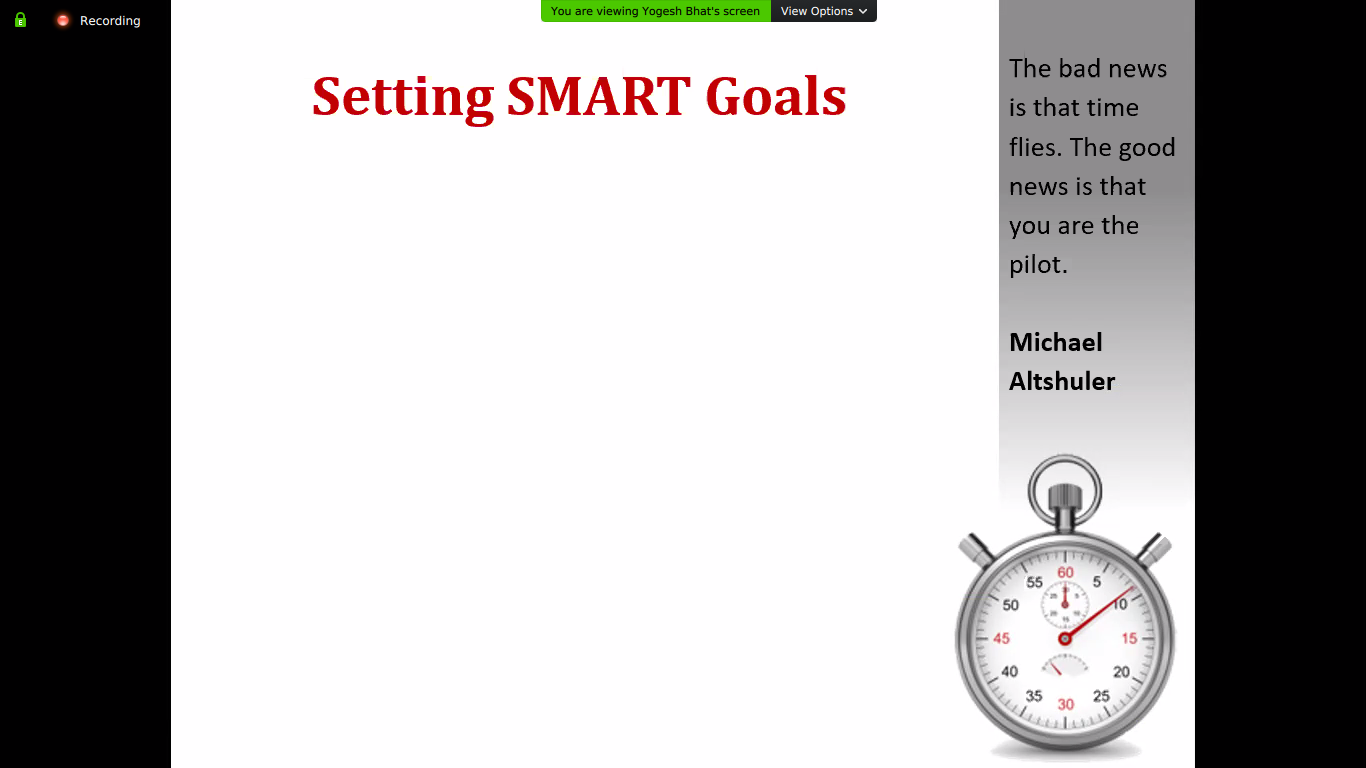 Recording
You are viewing Yogesh Bhat's screen
View Options
Setting SMART Goals
The bad news
is that time
flies. The good
news is that
you are the
pilot.
Michael
Altshuler
60
5
10
15
20
25
30
35
40
45
50
55